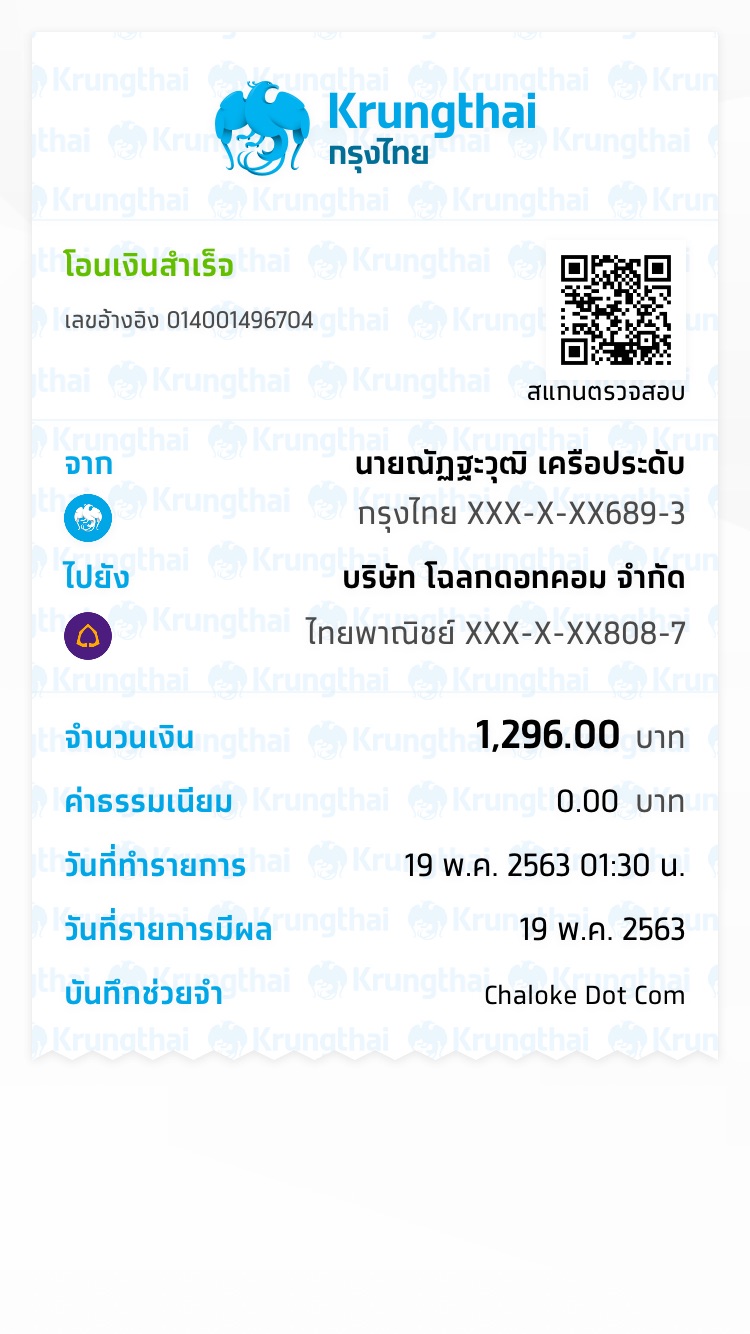 Krungthai
กรุงไทย
โอนเงินสำเร็จ
เลขอ้างอิง 014001496704
สแกนตรวจสอบ
จาก นายณัฏฐะวุฒิ เครือประดับ
กรุงไทย XXX-X-XX689-3
ไปยัง บริษัท โฉลกดอทคอม จำกัด
ไทยพาณิชย์ XXX-X-XX808-7
จำนวนเงิน 1,296.00 บาท
ค่าธรรมเนียม 0.00 บาท
วันที่ทำรายการ 19 พ.ค. 2563 01:30 น.
วันที่รายการมีผล 19 พ.ค. 2563
บันทึกช่วยจำ Chaloke Dot Com